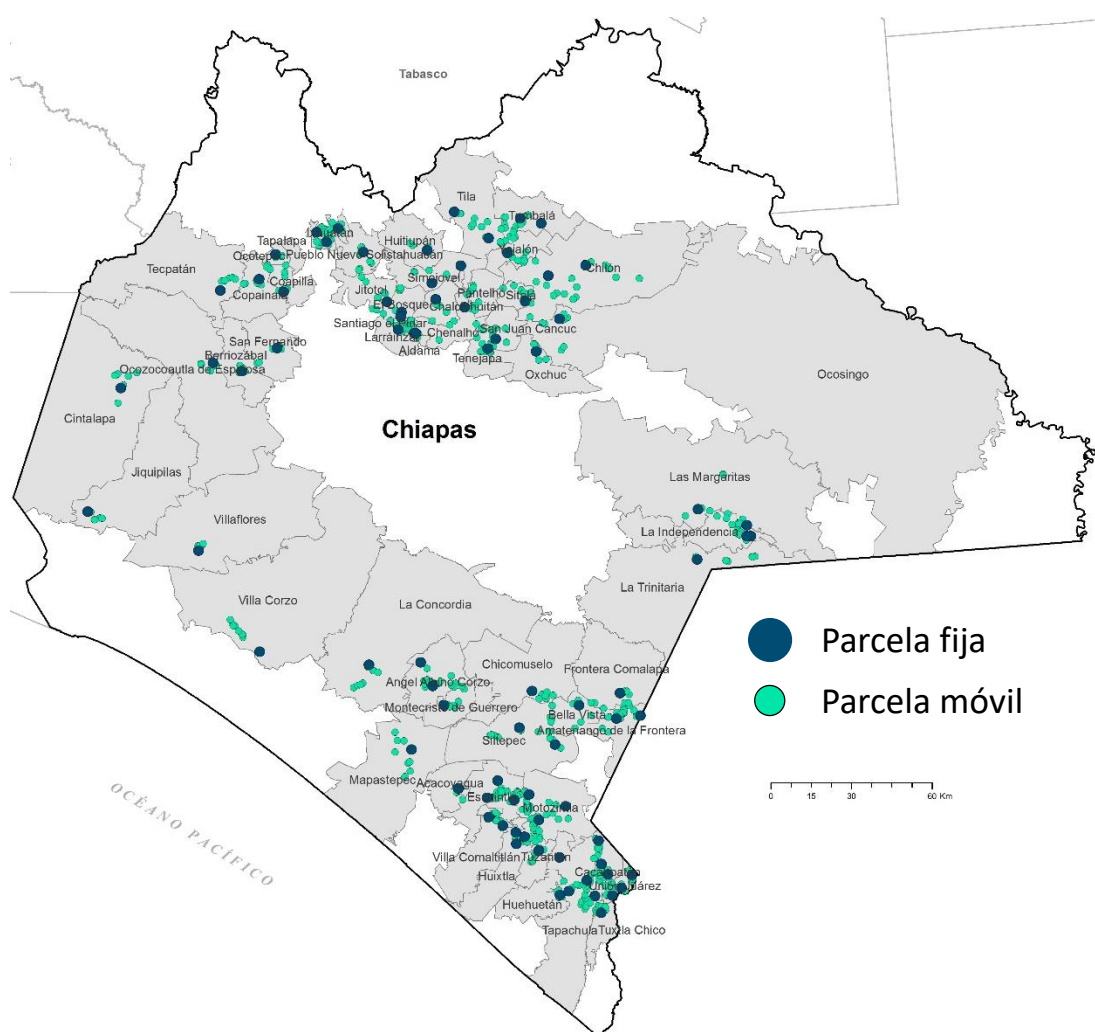 Tabasco
Tila
Tumbalá
Ixhuatán
Huitiupán
Tapalapa
Ocotepec
Pueblo Nuevo Solistahuacán
Yajalón
Tecpatán
Chilón
Coapilla
Simojovel
Jitotol
Copainalá
Pantelhó
Sitalá
El Bosque
Chalchihuitán
Santiago el Pinar
San Juan Cancuc
Larráinzar
Chenalhó
San Fernando
Aldama
Berriozábal
Tenejapa
Ocozocoautla de Espinosa
Oxchuc
Ocosingo
Cintalapa
Chiapas
Jiquipilas
Las Margaritas
Villaflores
La Independencia
La Trinitaria
Villa Corzo
La Concordia
Parcela fija
Chicomuselo
Frontera Comalapa
Angel Albino Corzo
Parcela móvil
Montecristo de Guerrero
Bella Vista
Amatenango de la Frontera
Siltepec
Mapastepec
Acacoyagua
0 15 30 60 Km
OCÉANO PACÍFICO
Escuintla
Motozintla
Villa Comaltitlán
Tuzantán
Cacahoatán
Huixtla
Unión Juárez
Huehuetán
Tapachula
Tuxtla Chico